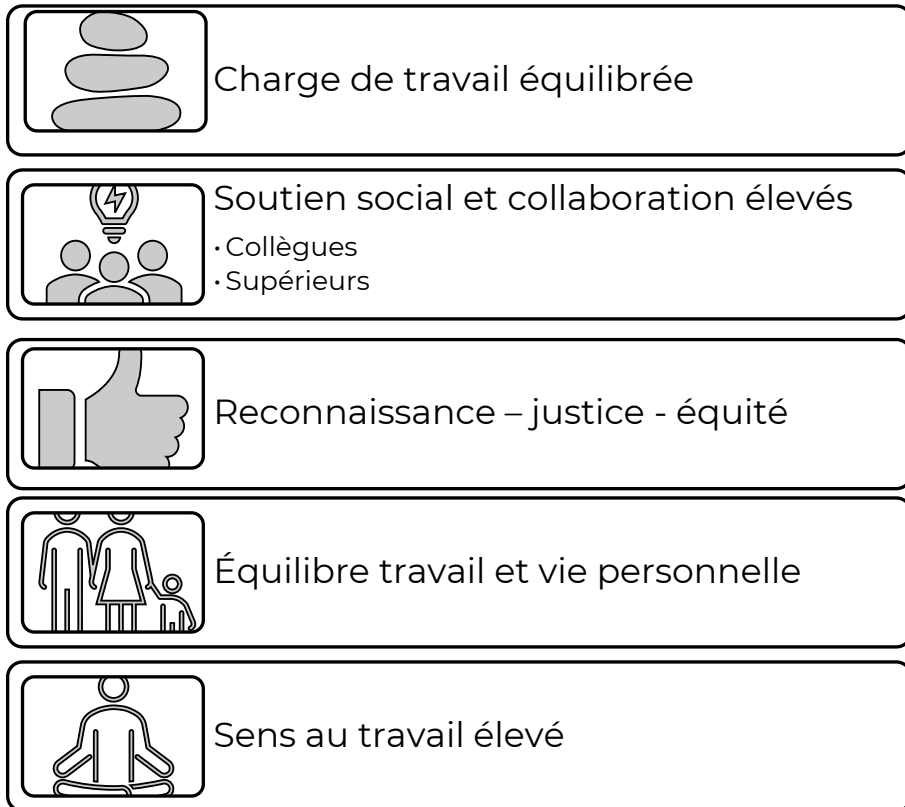 Charge de travail équilibrée
Soutien social et collaboration élevés
• Collègues
• Supérieurs
Reconnaissance – justice - équité
Équilibre travail et vie personnelle
Sens au travail élevé